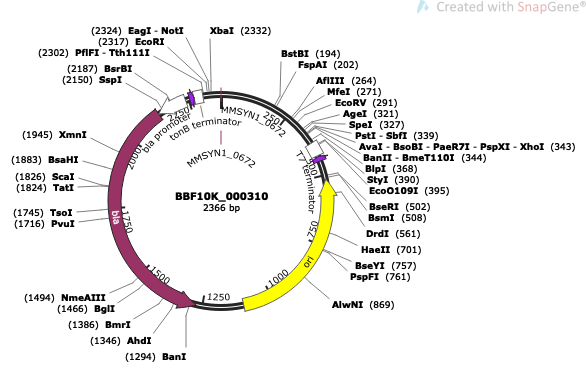 Created with SnapGene®
(2324) EagI - NotI
(2317) EcoRI
(2302) PflFI - Tth111I
(2187) BsrBI
(2150) SspI
XbaI (2332)
BstBI (194)
FspAI (202)
AflIII (264)
MfeI (271)
EcoRV (291)
AgeI (321)
SpeI (327)
PstI - SbfI (339)
AvaI - BsoBI - PaeR7I - PspXI - XhoI (343)
BanII - BmeT110I (344)
BlpI (368)
StyI (390)
EcoO109I (395)
BseRI (502)
BsmI (508)
DrdI (561)
HaeII (701)
BseYI (757)
PspFI (761)
AlwNI (869)
(1945) XmnI
(1883) BsaHI
(1826) ScaI
(1824) TatI
(1745) TsoI
(1716) PvuI
(1494) NmeAIII
(1466) BglI
(1386) BmrI
(1346) AhdI
(1294) BanI
MMSYN1_0672
tonB terminator
bla promoter
MMSYN1_0672
T7 terminator
BBF10K_000310
2366 bp
bla
ori
250
500
750
1000
1250
1500
1750
2000
2250